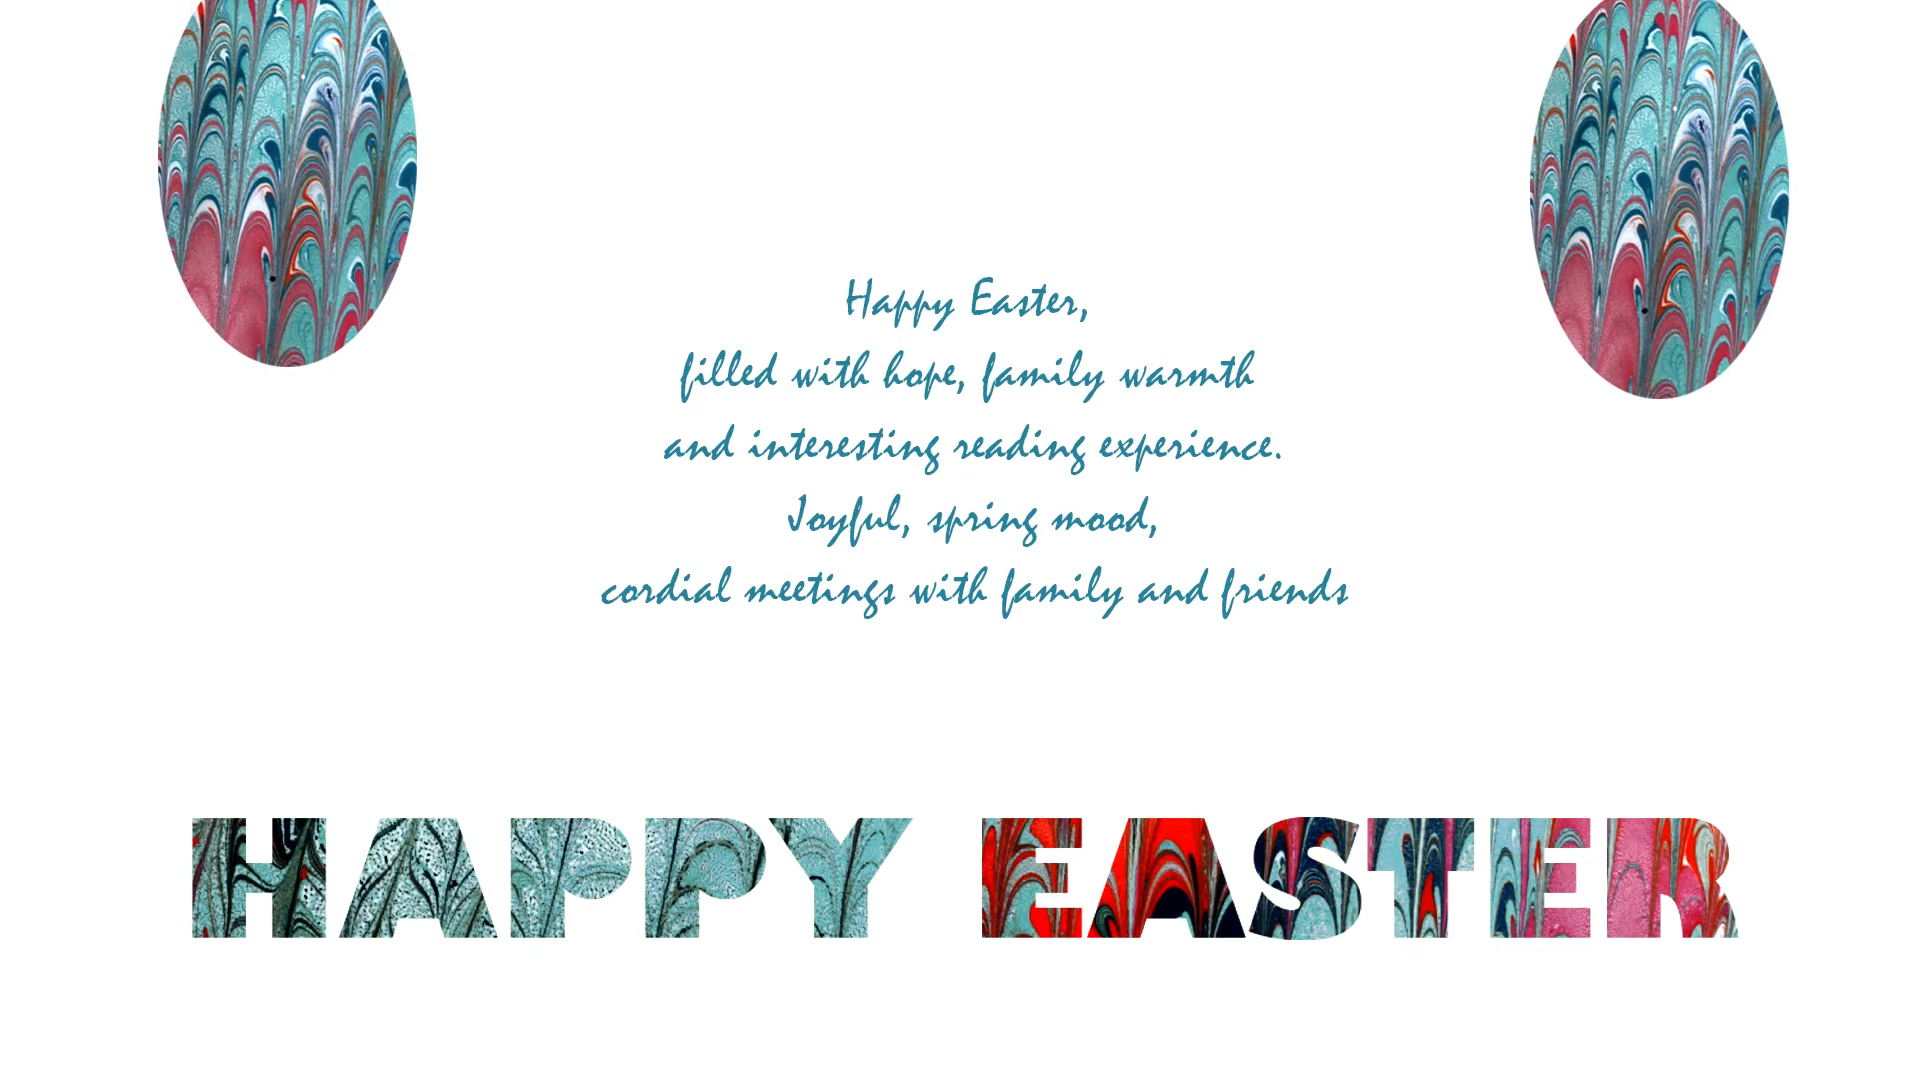 Happy Easter,
filled with hope, family warmth
and interesting reading experience.
Joyful, spring mood,
cordial meetings with family and friends
HAPPY EASTER